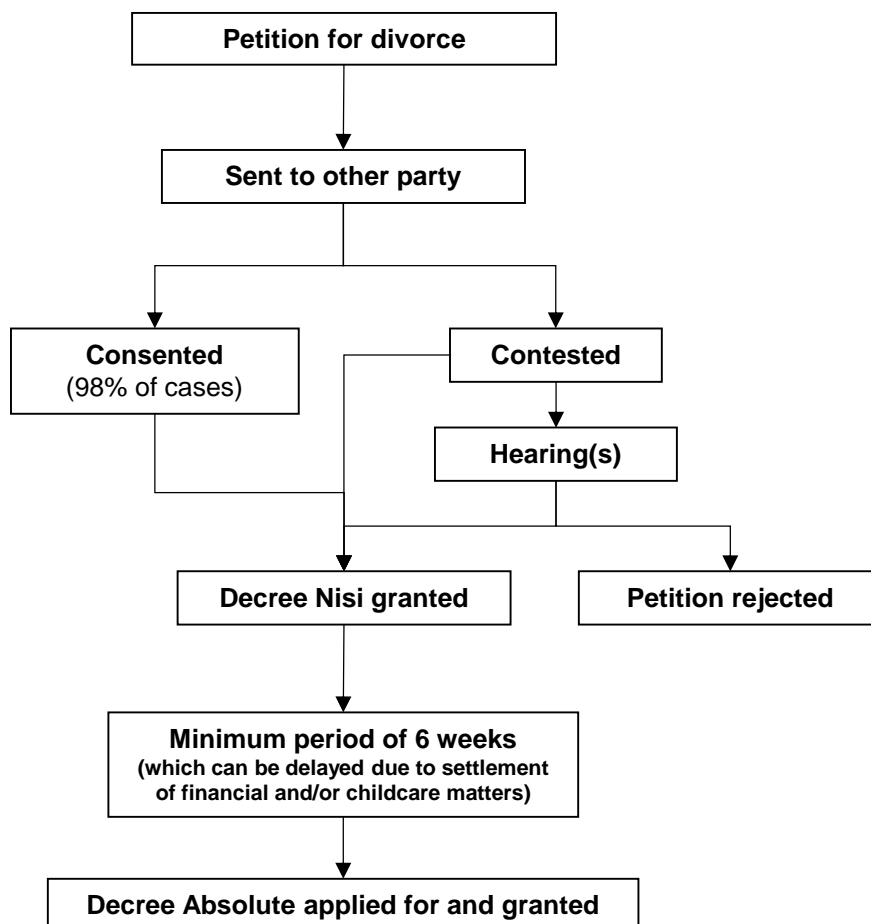 Petition for divorce
Sent to other party
Consented
(98% of cases)
Contested
Hearing(s)
Decree Nisi granted
Petition rejected
Minimum period of 6 weeks
(which can be delayed due to settlement
of financial and/or childcare matters)
Decree Absolute applied for and granted